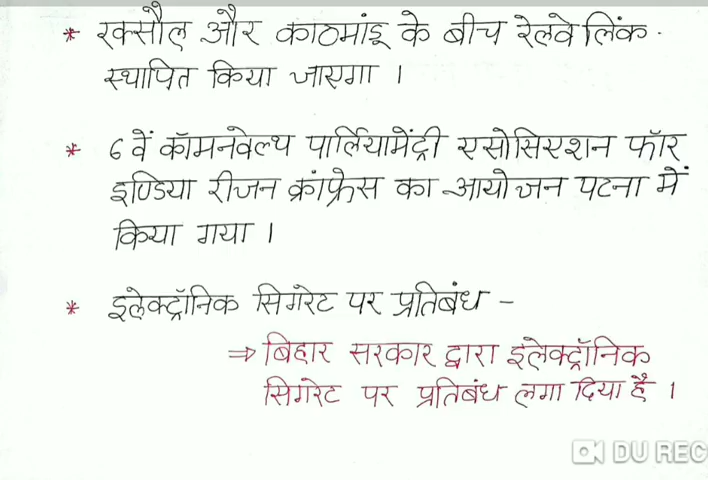 * रक्सौल और काठमांडू के बीच रेलवे लिंक.
स्थापित किया जाएगा ।
* 6 वें कॉमनवेल्थ पार्लियामेंट्री एसोसिएशन फॉर
इण्डिया रीजन क्रांफ्रेस का आयोजन पटना में
किया गया ।
* इलेक्ट्रॉनिक सिगरेट पर प्रतिबंध -
⇒ बिहार सरकार द्वारा इलेक्ट्रॉनिक
सिगरेट पर प्रतिबंध लगा दिया है ।
DU REC